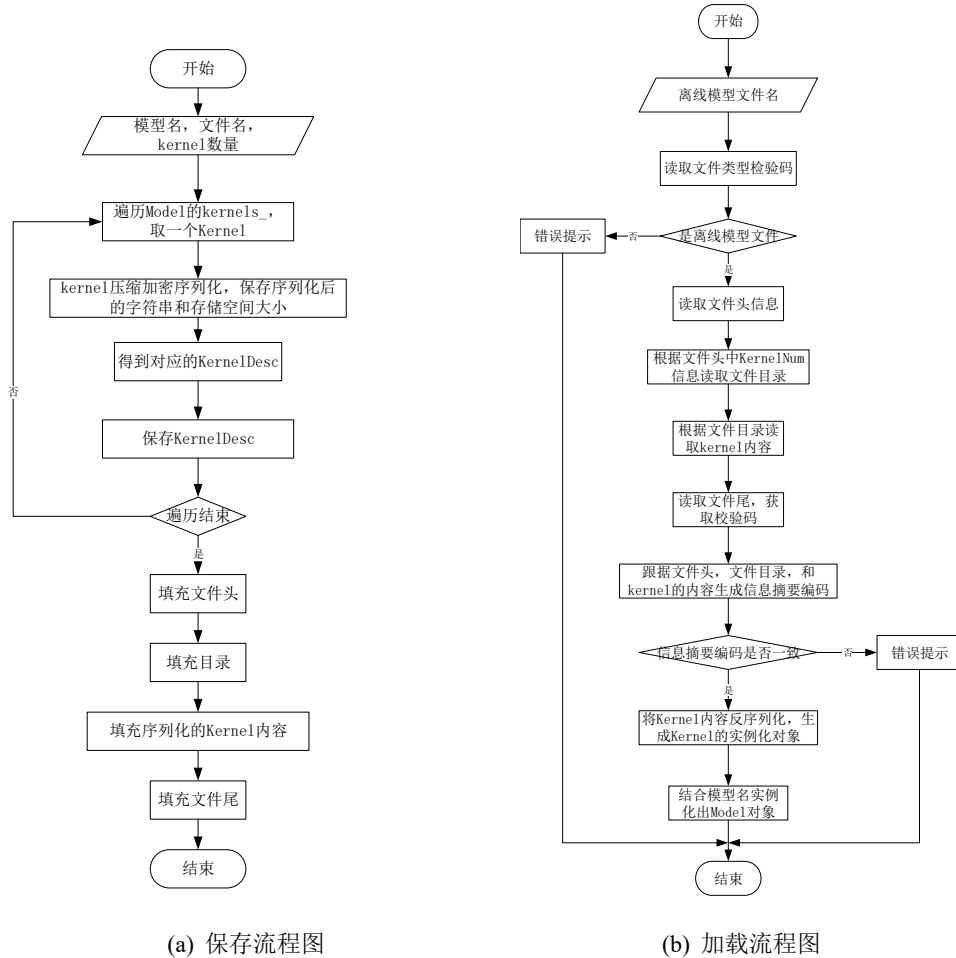 开始
模型名，文件名，
kernel数量
遍历Model的kernels_，
取一个Kernel
kernel压缩加密序列化，保存序列化后
的字符串和存储空间大小
得到对应的KernelDesc
保存KernelDesc
遍历结束
否
是
填充文件头
填充目录
填充序列化的Kernel内容
填充文件尾
结束
(a) 保存流程图
开始
离线模型文件名
读取文件类型检验码
是离线模型文件
否
错误提示
是
读取文件头信息
根据文件头中KernelNum
信息读取文件目录
根据文件目录读
取kernel内容
读取文件尾，获
取校验码
跟据文件头，文件目录，和
kernel的内容生成信息摘要编码
信息摘要编码是否一致
否
错误提示
是
将Kernel内容反序列化，生
成Kernel的实例化对象
结合模型名实例
化出Model对象
结束
(b) 加载流程图